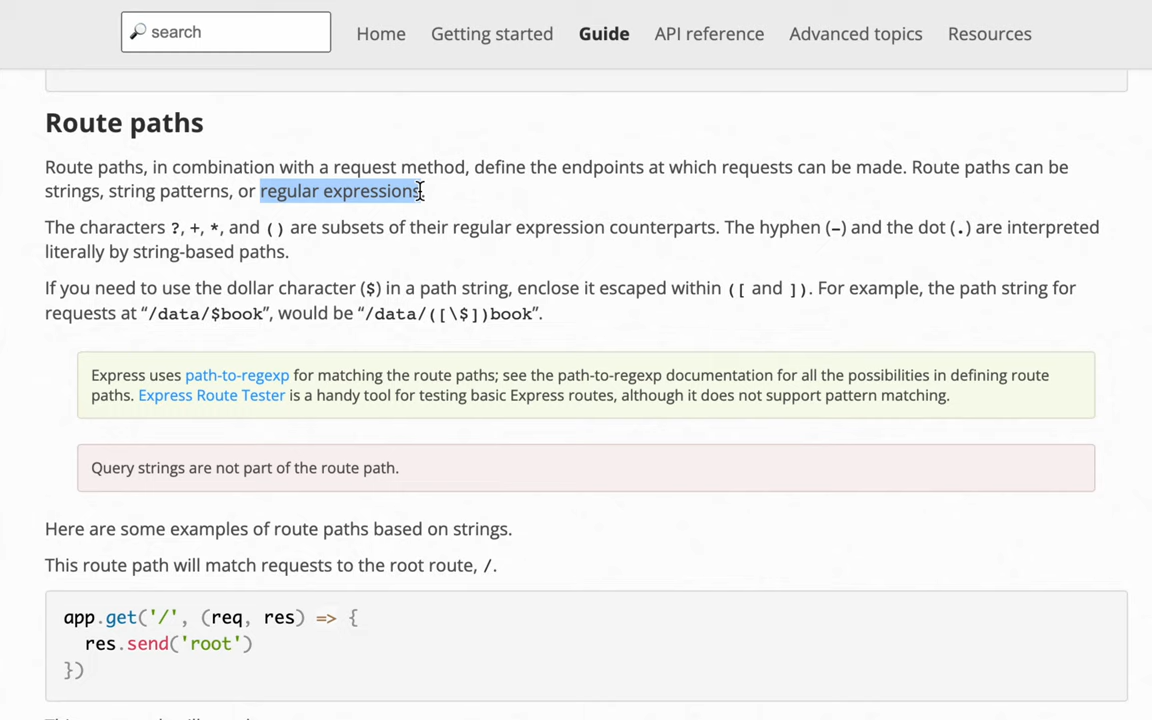 search
Home Getting started Guide API reference Advanced topics Resources
Route paths
Route paths, in combination with a request method, define the endpoints at which requests can be made. Route paths can be
strings, string patterns, or regular expressions.
The characters ?, +, *, and () are subsets of their regular expression counterparts. The hyphen (-) and the dot (.) are interpreted
literally by string-based paths.
If you need to use the dollar character ($) in a path string, enclose it escaped within ([ and ]). For example, the path string for
requests at “/data/$book”, would be “/data/([\$])book”.
Express uses path-to-regexp for matching the route paths; see the path-to-regexp documentation for all the possibilities in defining route
paths. Express Route Tester is a handy tool for testing basic Express routes, although it does not support pattern matching.
Query strings are not part of the route path.
Here are some examples of route paths based on strings.
This route path will match requests to the root route, /.
app.get('/', (req, res) => {
  res.send('root')
})